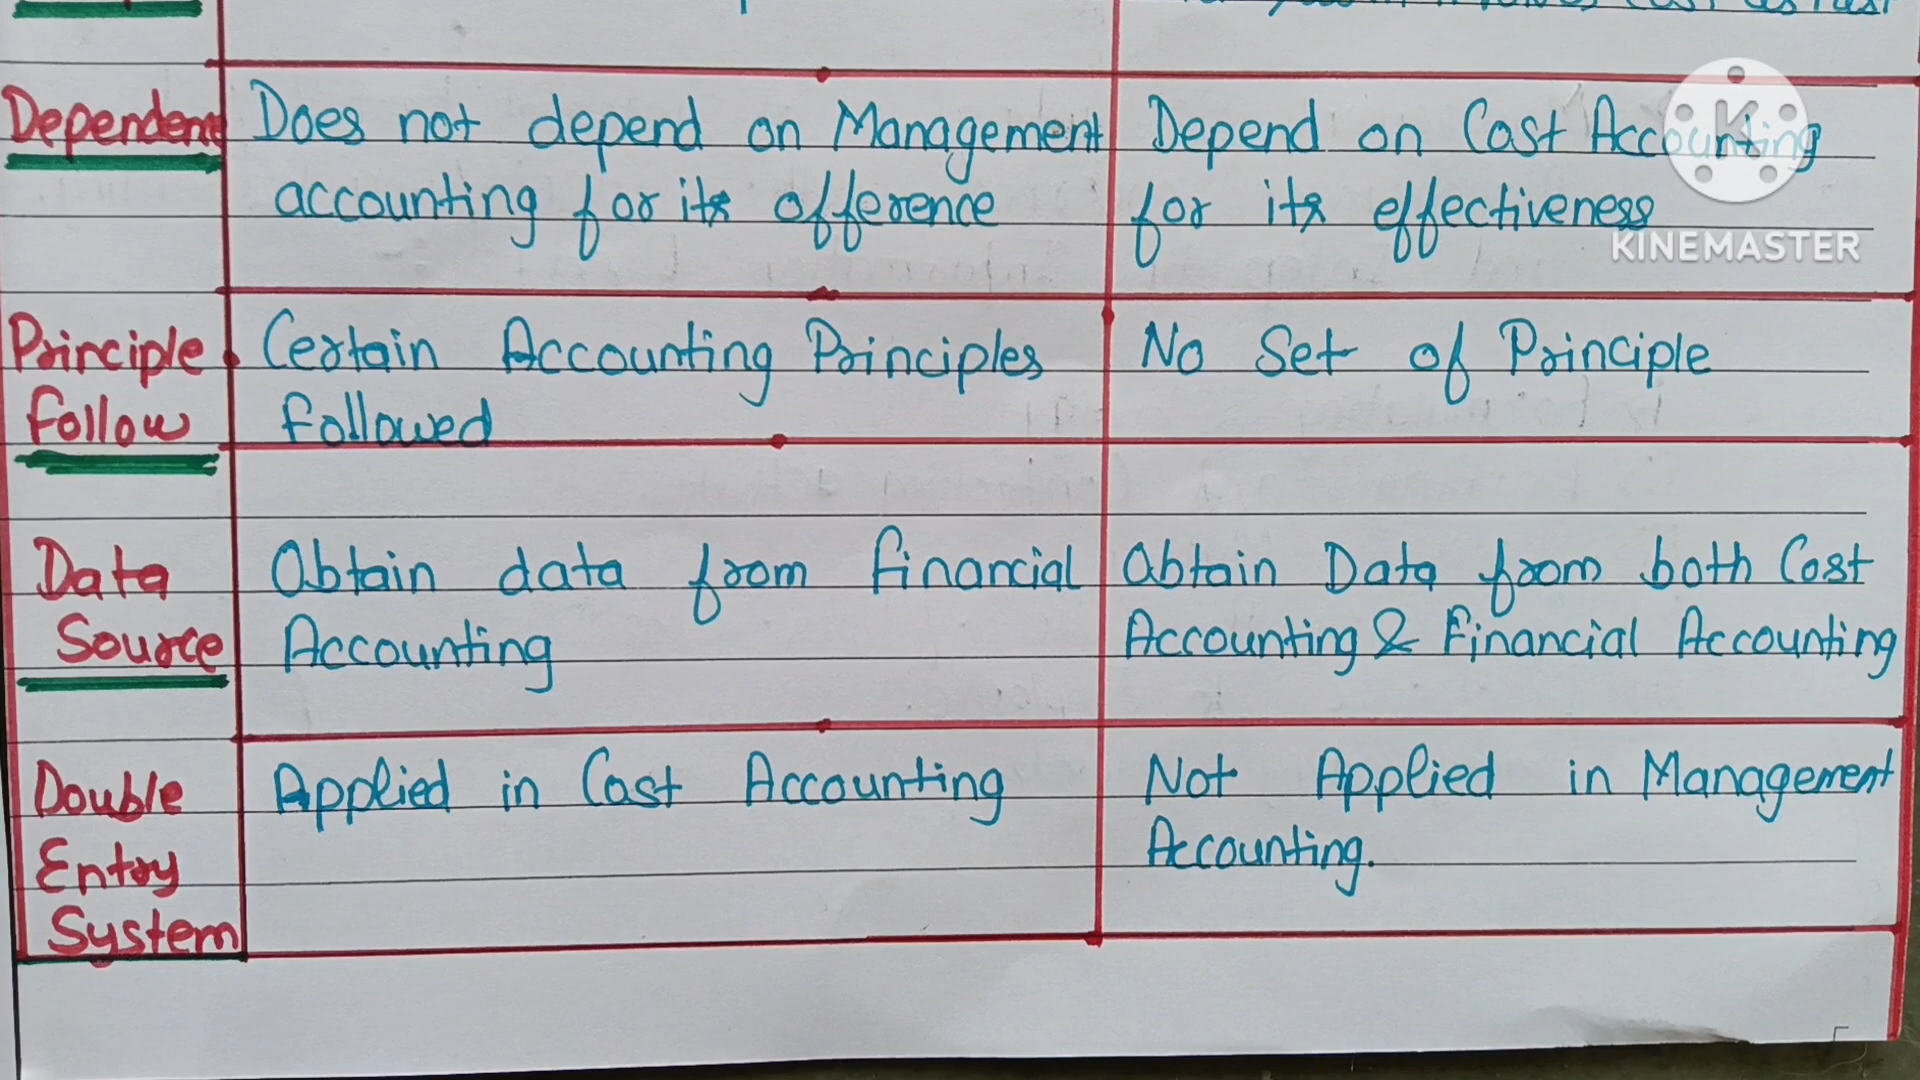 Dependent
Does not depend on Management
accounting for its ofference
Depend on Cost Accounting
for its effectiveness
KINEMASTER
Principle
follow
Certain Accounting Principles
followed
No Set of Principle
Data
Source
Obtain data from financial
Accounting
Obtain Data from both Cost
Accounting & Financial Accounting
Double
Entry
System
Applied in Cost Accounting
Not Applied in Management
Accounting.